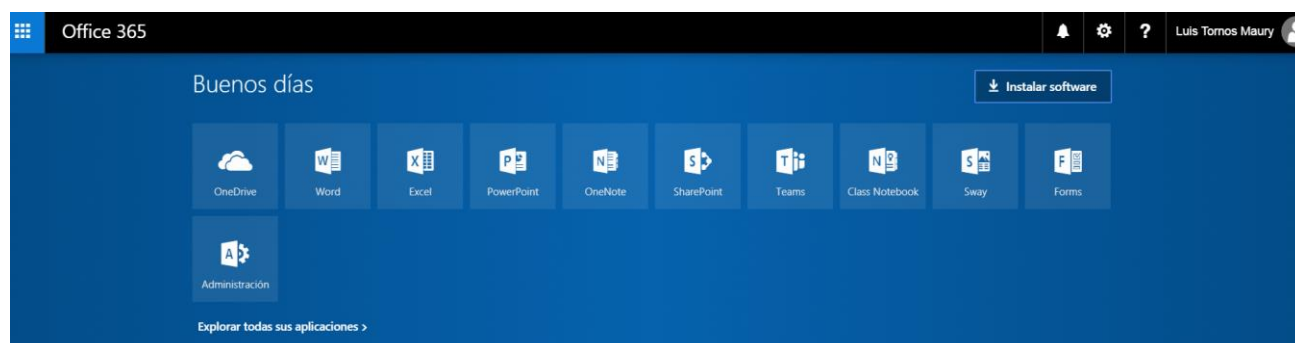 Office 365
?
Luis Tornos Maury
Buenos días
Instalar software
OneDrive
Word
Excel
PowerPoint
OneNote
SharePoint
Teams
Class Notebook
Sway
Forms
Administración
Explorar todas sus aplicaciones >